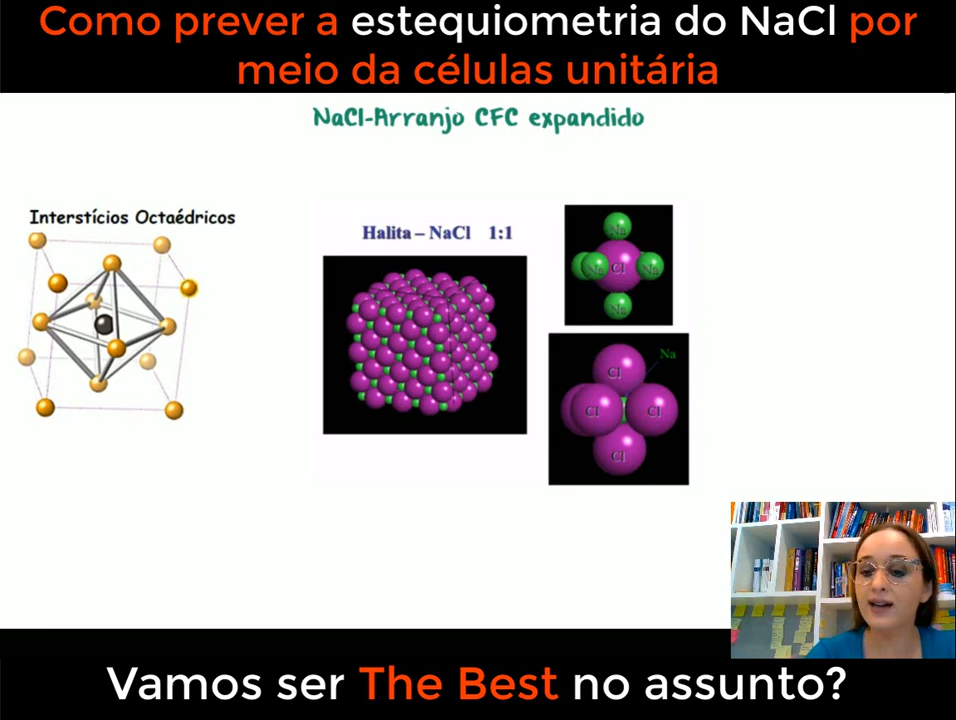 Como prever a estequiometria do NaCl por
meio da células unitária
NaCl-Arranjo CFC expandido
Interstícios Octaédricos
Halita – NaCl 1:1
Na
Na
Cl
Na
Na
Na
Cl
Cl
Cl
Cl
Vamos ser The Best no assunto?